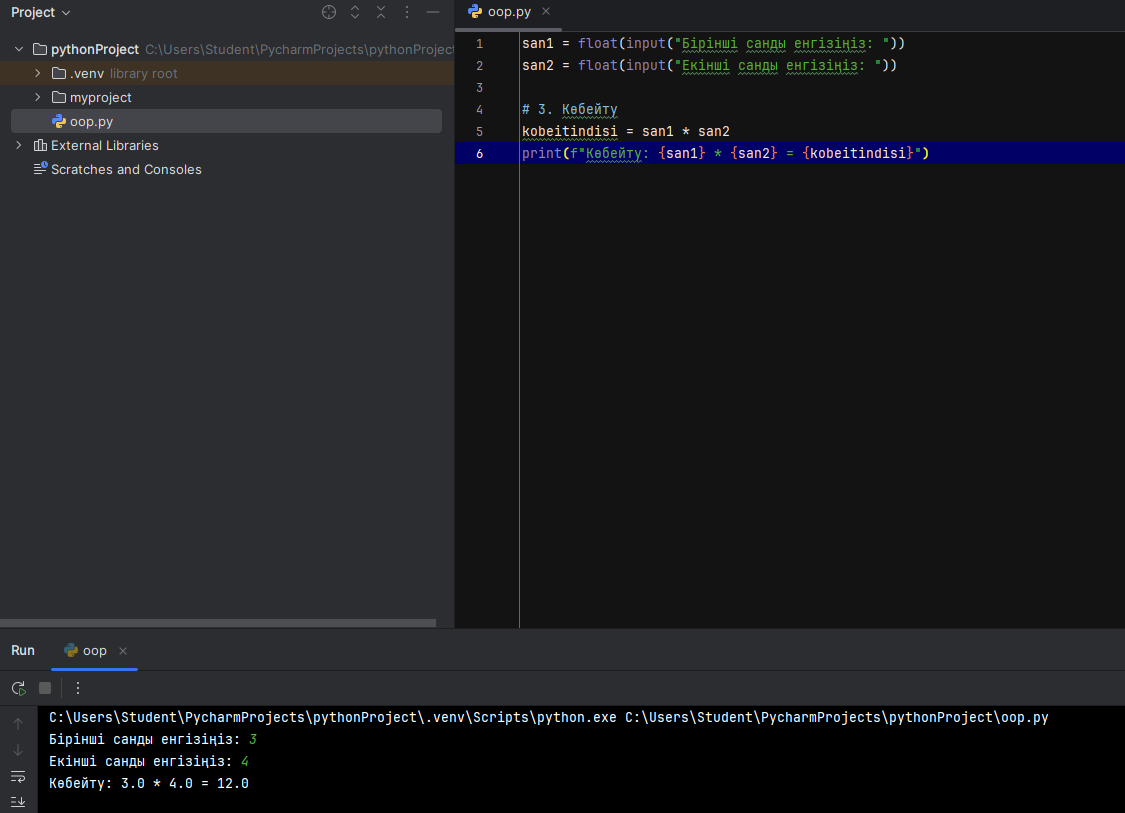 Project
pythonProject C:\Users\Student\PycharmProjects\pythonProject
.venv library root
myproject
oop.py
External Libraries
Scratches and Consoles
oop.py
1 san1 = float(input("Бірінші санды енгізіңіз: "))
2 san2 = float(input("Екінші санды енгізіңіз: "))
3
4 # 3. Көбейту
5 kobeitindisi = san1 * san2
6 print(f"Көбейту: {san1} * {san2} = {kobeitindisi}")
Run oop
C:\Users\Student\PycharmProjects\pythonProject\.venv\Scripts\python.exe C:\Users\Student\PycharmProjects\pythonProject\oop.py
Бірінші санды енгізіңіз: 3
Екінші санды енгізіңіз: 4
Көбейту: 3.0 * 4.0 = 12.0